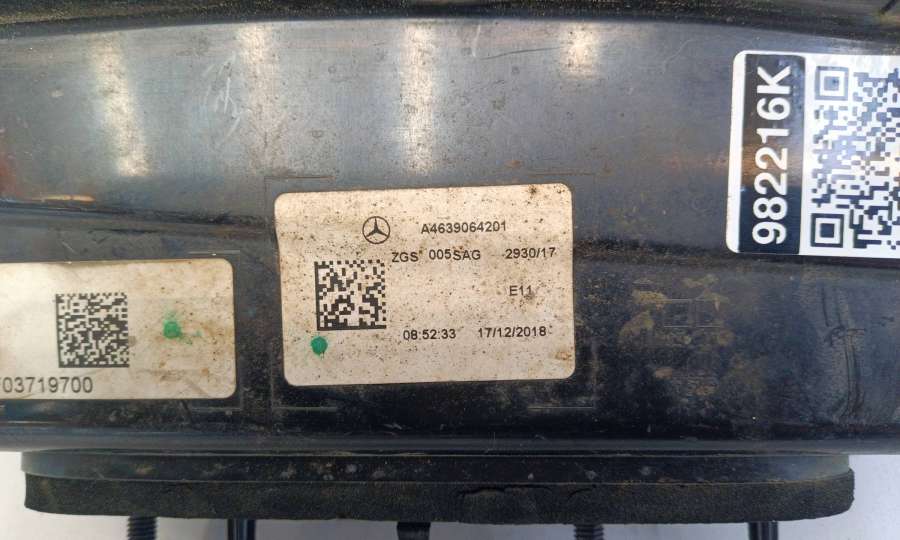 A4639064201
ZGS 005SAG 2930/17
E11
08:52:33 17/12/2018
03719700
982216K